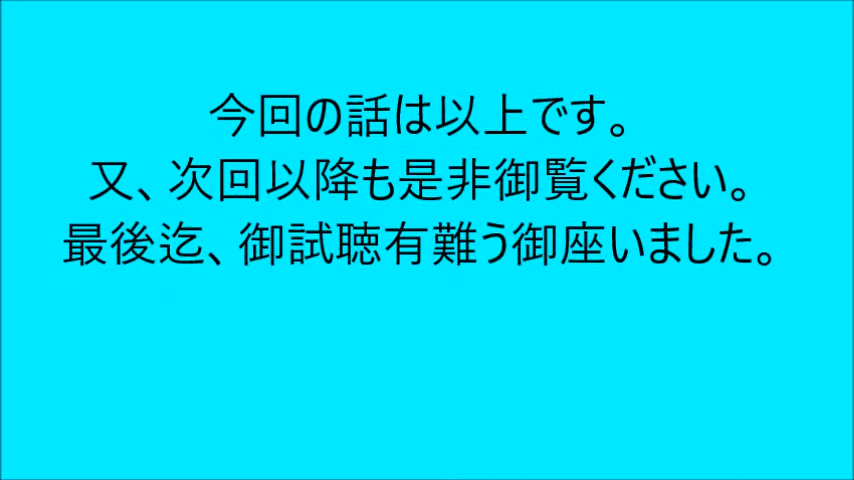 今回の話は以上です。
又、次回以降も是非御覧ください。
最後迄、御試聴有難う御座いました。